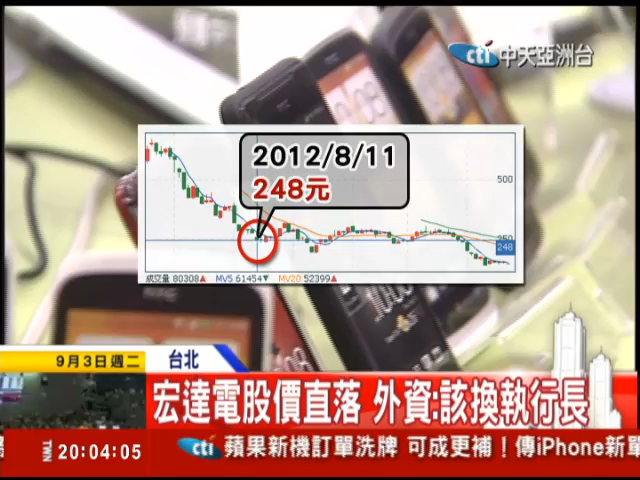 cti 中天亞洲台
2012/8/11
248元
500
250
248
成交量 80308▲ MV5 61454▼ MV20 52399▲
9月3日週二
台北
宏達電股價直落 外資:該換執行長
TWN 20:04:05
cti 蘋果新機訂單洗牌 可成更補！傳iPhone新單